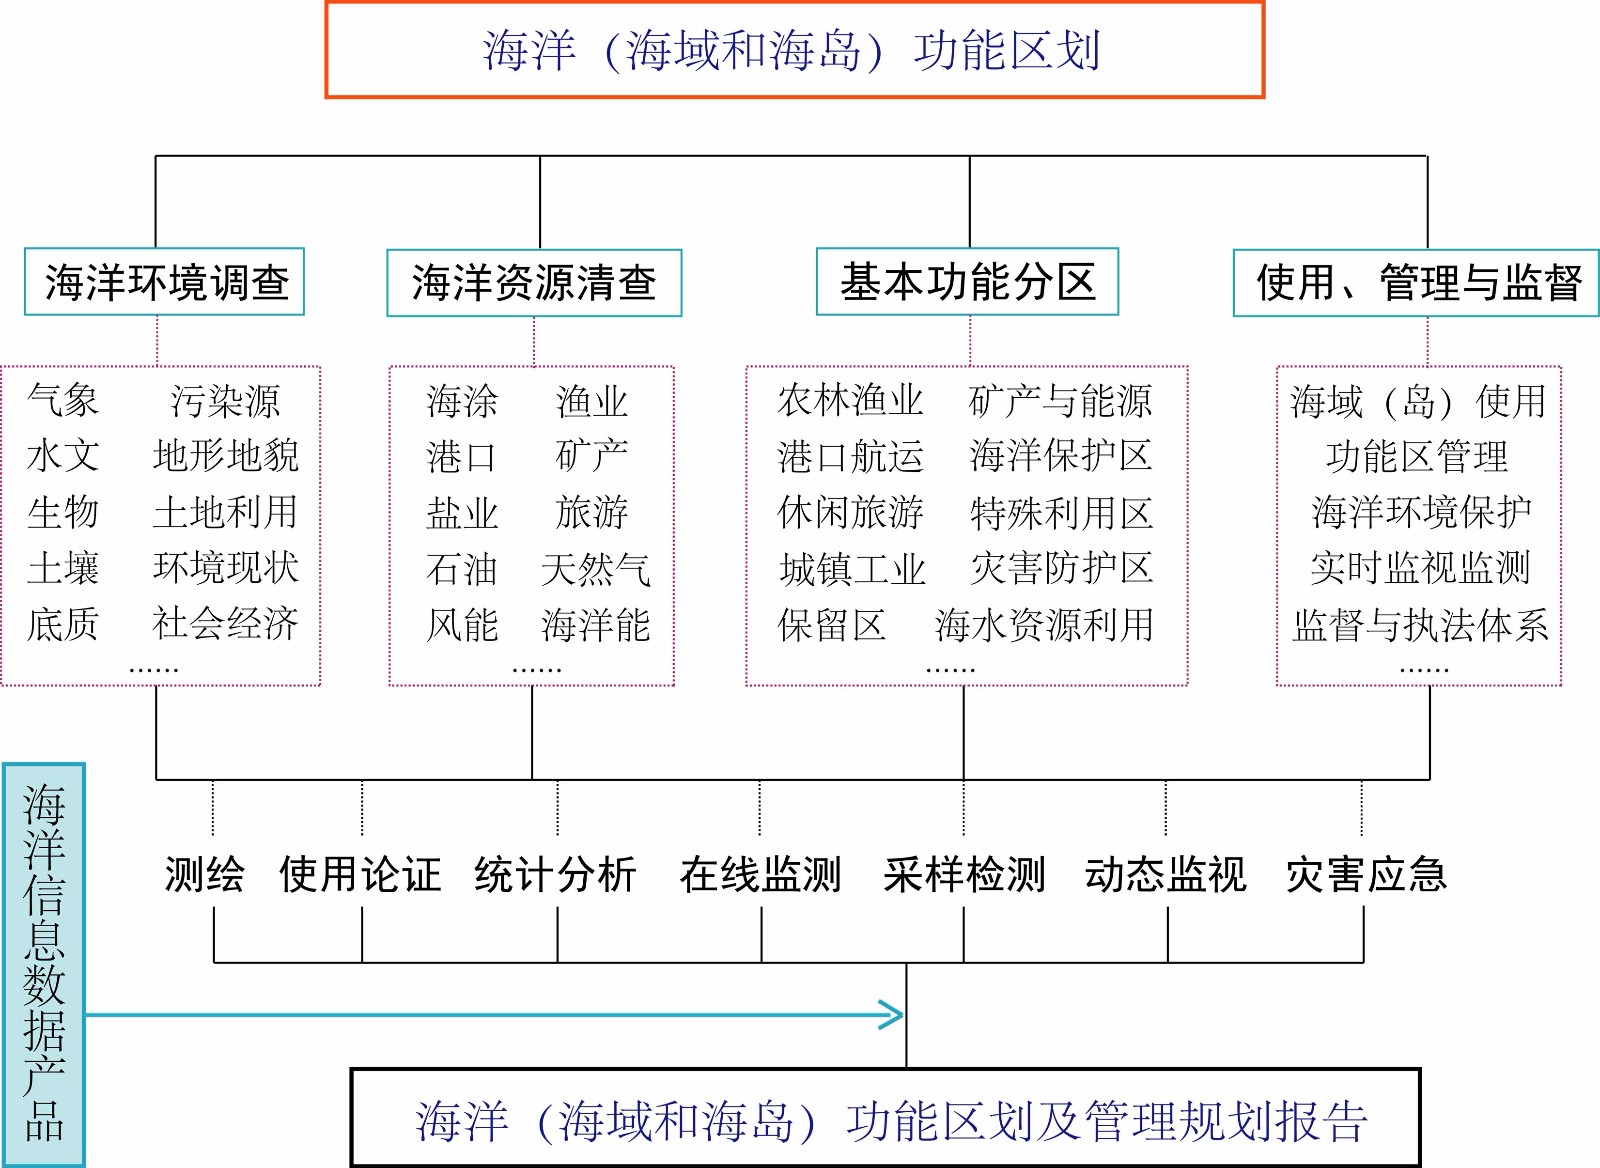 海洋（海域和海岛）功能区划
海洋环境调查
海洋资源清查
基本功能分区
使用、管理与监督
气象 污染源
水文 地形地貌
生物 土地利用
土壤 环境现状
底质 社会经济
......
海涂 渔业
港口 矿产
盐业 旅游
石油 天然气
风能 海洋能
......
农林渔业 矿产与能源
港口航运 海洋保护区
休闲旅游 特殊利用区
城镇工业 灾害防护区
保留区 海水资源利用
......
海域（岛）使用
功能区管理
海洋环境保护
实时监视监测
监督与执法体系
......
测绘 使用论证 统计分析 在线监测 采样检测 动态监视 灾害应急
海洋信息数据产品
海洋（海域和海岛）功能区划及管理规划报告